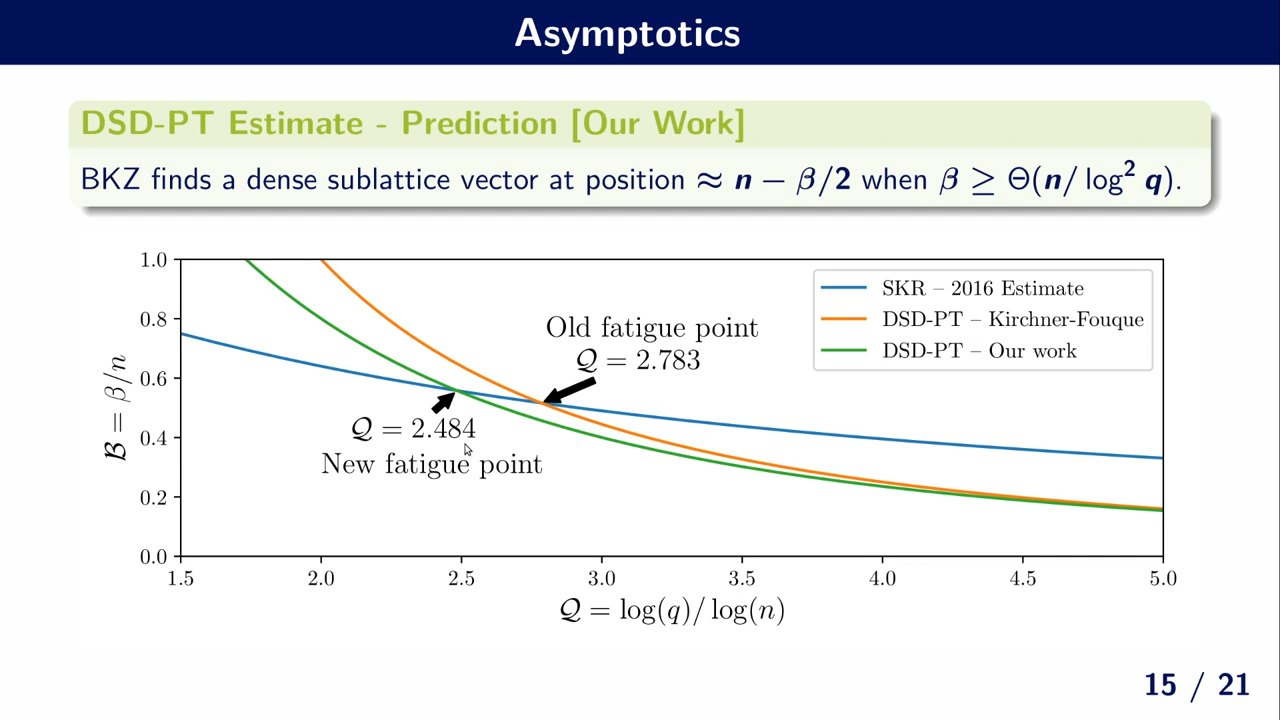 Asymptotics
DSD-PT Estimate - Prediction [Our Work]
BKZ finds a dense sublattice vector at position ≈ n − β/2 when β ≥ Θ(n/ log² q).
1.0
0.8
0.6
0.4
0.2
0.0
ℬ = β/n
SKR – 2016 Estimate
DSD-PT – Kirchner-Fouque
DSD-PT – Our work
Old fatigue point
𝒬 = 2.783
𝒬 = 2.484
New fatigue point
1.5 2.0 2.5 3.0 3.5 4.0 4.5 5.0
𝒬 = log(q)/ log(n)
15 / 21